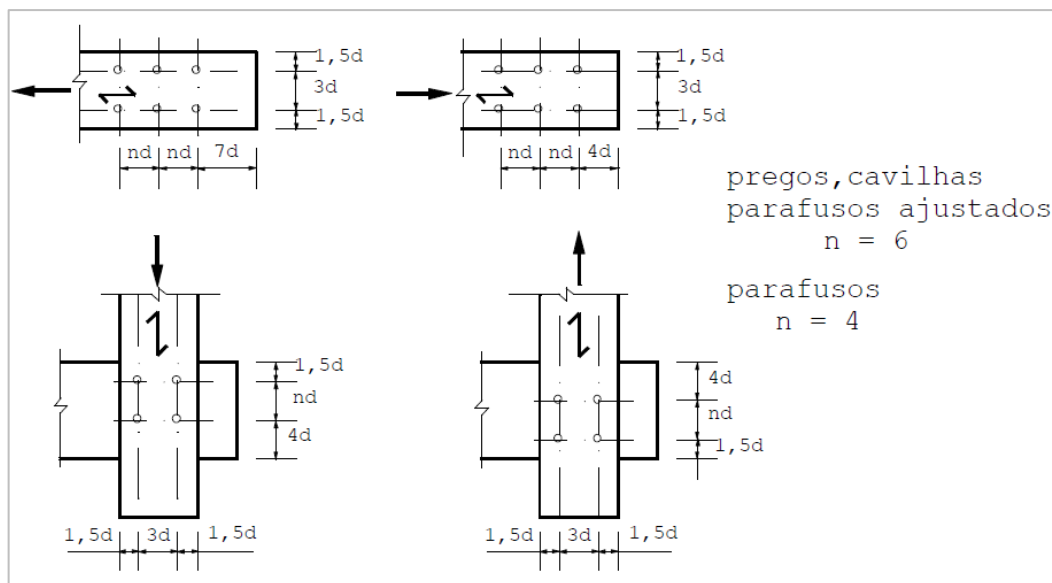 1,5d
3d
1,5d
nd nd 7d
1,5d
3d
1,5d
nd nd 4d
pregos,cavilhas
parafusos ajustados
n = 6
parafusos
n = 4
1,5d
nd
4d
1,5d 3d 1,5d
4d
nd
1,5d
1,5d 3d 1,5d